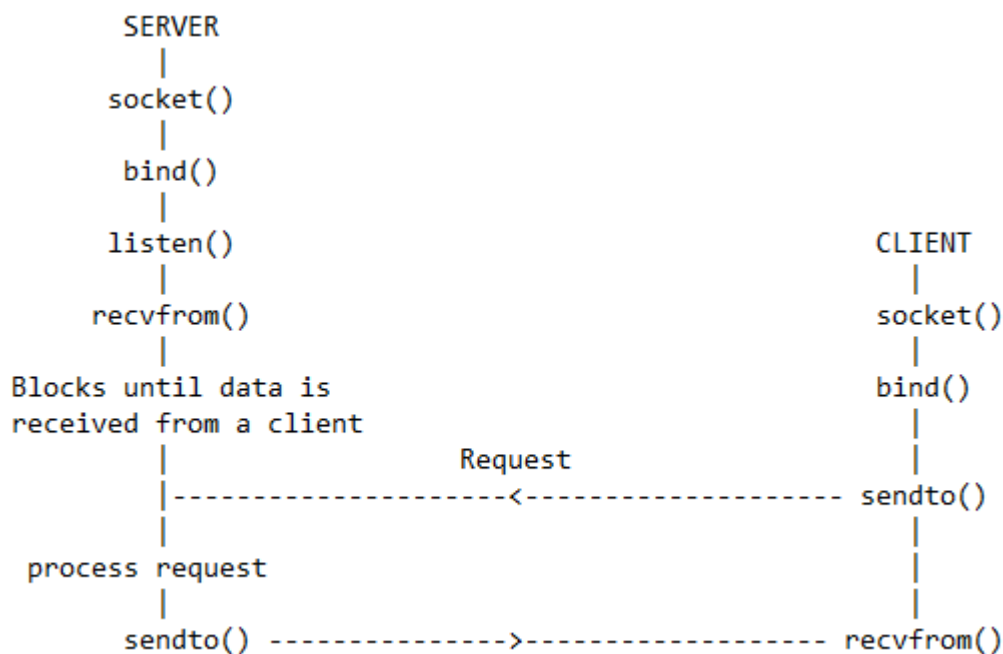 SERVER
socket()
bind()
listen() CLIENT
recvfrom() socket()
Blocks until data is bind()
received from a client
Request
|---------------------<-------------------- sendto()
process request
sendto() --------------->------------------- recvfrom()